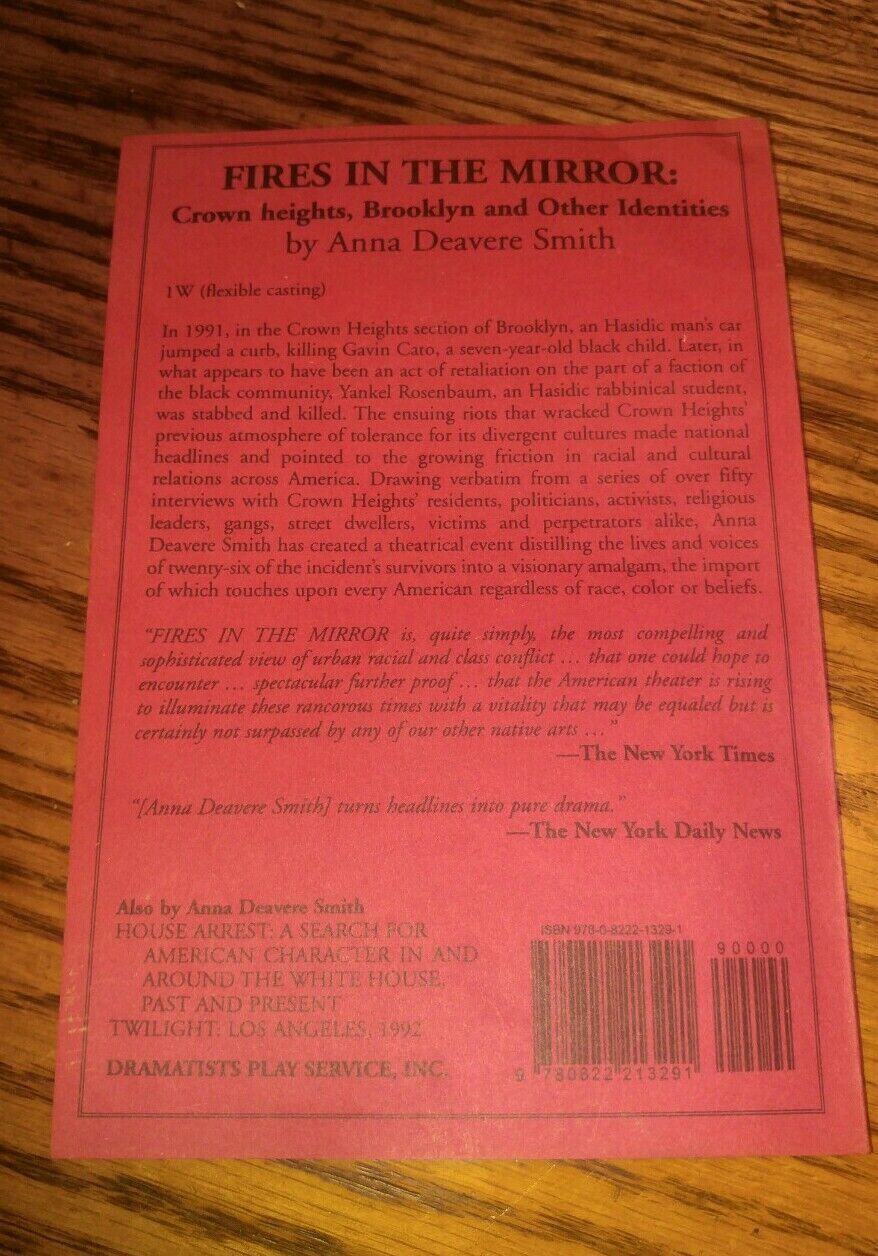 FIRES IN THE MIRROR:
Crown heights, Brooklyn and Other Identities
by Anna Deavere Smith
1W (flexible casting)
In 1991, in the Crown Heights section of Brooklyn, an Hasidic man's car
jumped a curb, killing Gavin Cato, a seven-year-old black child. Later, in
what appears to have been an act of retaliation on the part of a faction of
the black community, Yankel Rosenbaum, an Hasidic rabbinical student,
was stabbed and killed. The ensuing riots that wracked Crown Heights'
previous atmosphere of tolerance for its divergent cultures made national
headlines and pointed to the growing friction in racial and cultural
relations across America. Drawing verbatim from a series of over fifty
interviews with Crown Heights' residents, politicians, activists, religious
leaders, gangs, street dwellers, victims and perpetrators alike, Anna
Deavere Smith has created a theatrical event distilling the lives and voices
of twenty-six of the incident's survivors into a visionary amalgam, the import
of which touches upon every American regardless of race, color or beliefs.
"FIRES IN THE MIRROR is, quite simply, the most compelling and
sophisticated view of urban racial and class conflict ... that one could hope to
encounter ... spectacular further proof ... that the American theater is rising
to illuminate these rancorous times with a vitality that may be equaled but is
certainly not surpassed by any of our other native arts ..."
—The New York Times
"[Anna Deavere Smith] turns headlines into pure drama."
—The New York Daily News
Also by Anna Deavere Smith
HOUSE ARREST: A SEARCH FOR
AMERICAN CHARACTER IN AND
AROUND THE WHITE HOUSE,
PAST AND PRESENT
TWILIGHT: LOS ANGELES, 1992
DRAMATISTS PLAY SERVICE, INC.
ISBN 978-0-8222-1329-1
90000
9 780822 213291